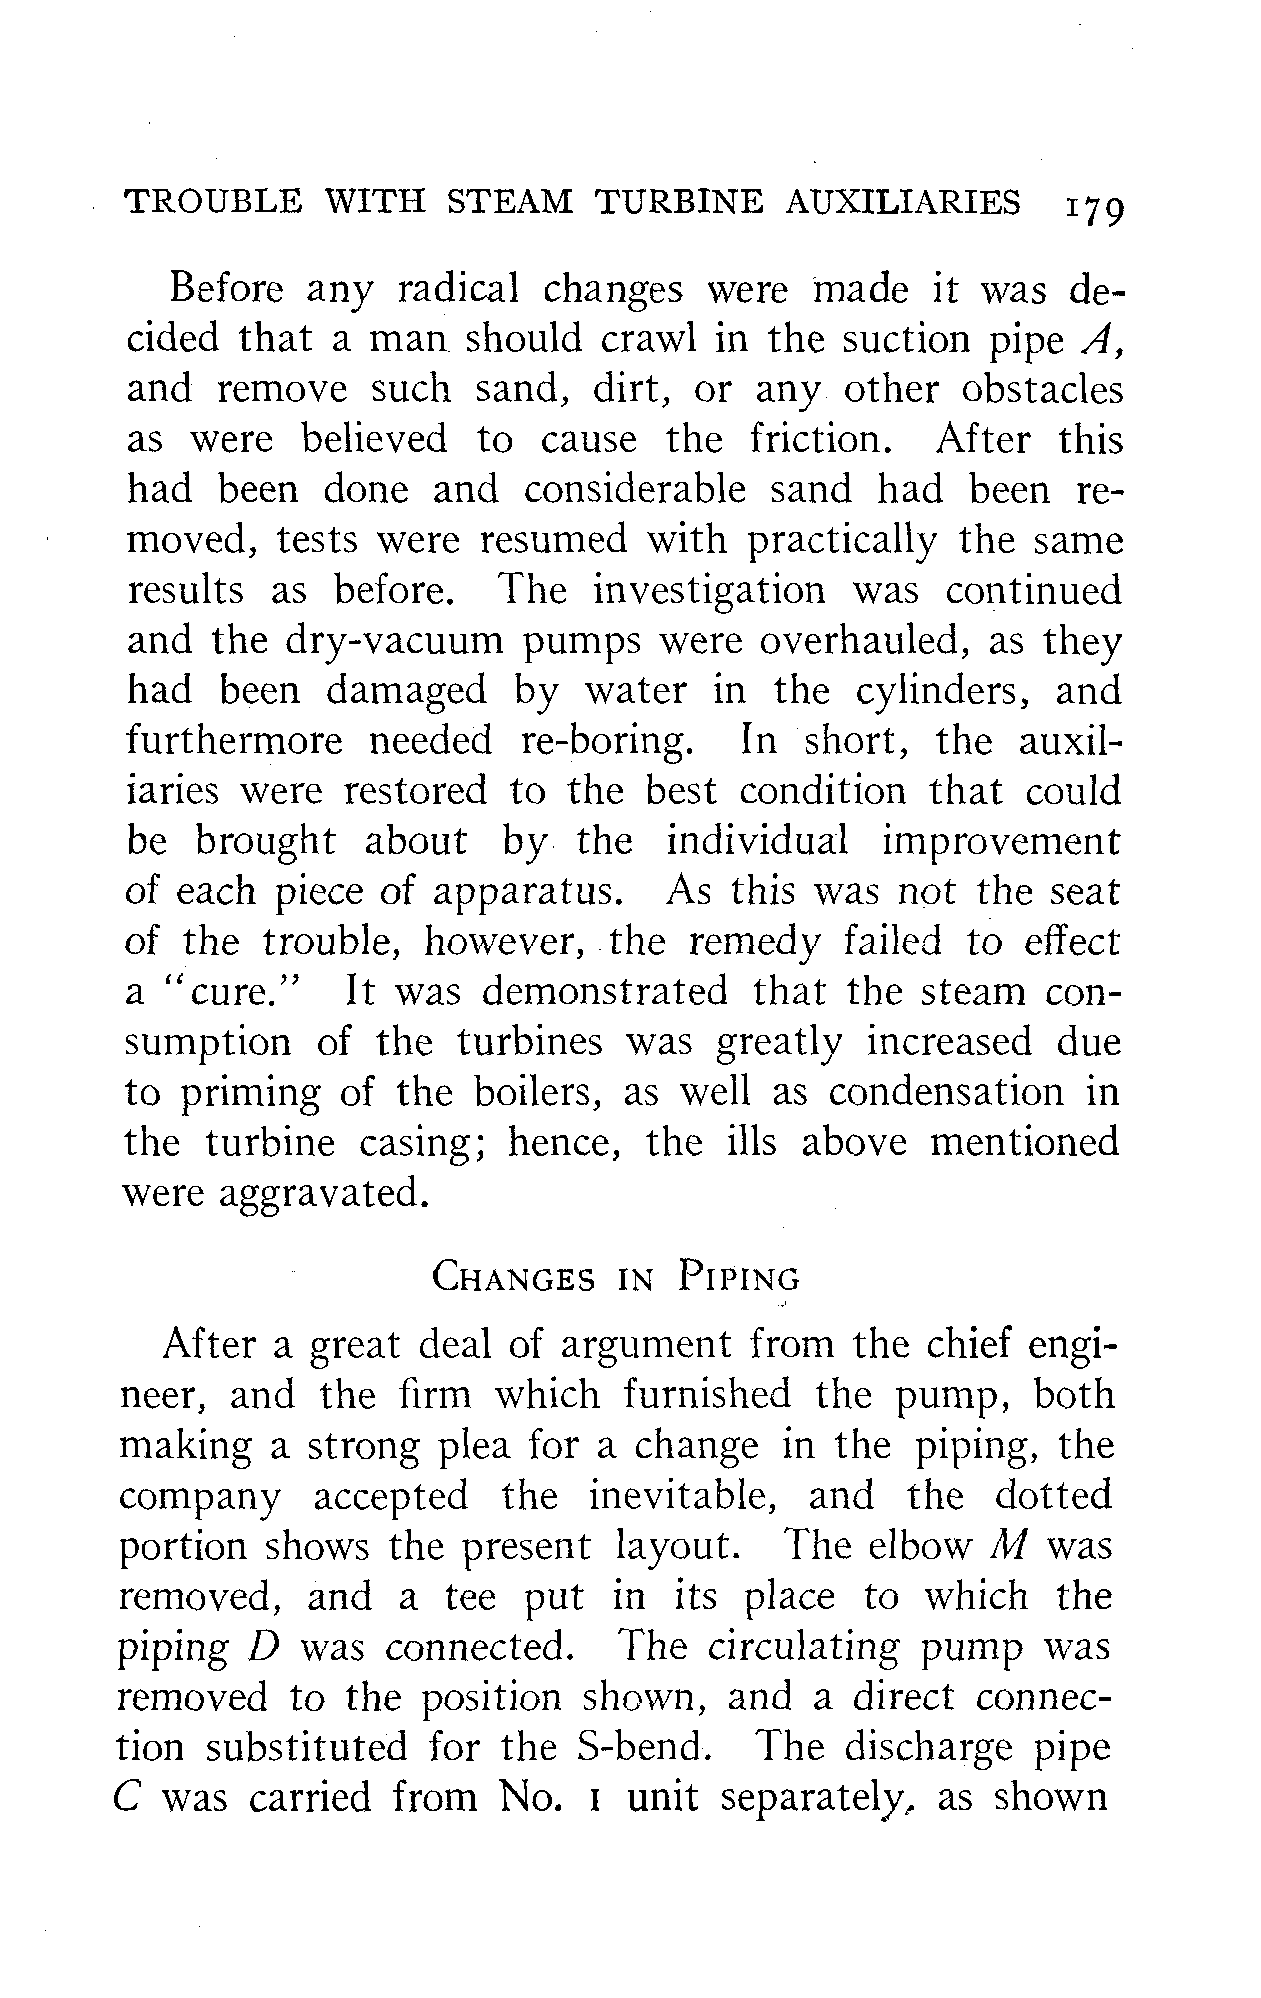 TROUBLE WITH STEAM TURBINE AUXILIARIES 179
Before any radical changes were made it was de-
cided that a man should crawl in the suction pipe A,
and remove such sand, dirt, or any other obstacles
as were believed to cause the friction. After this
had been done and considerable sand had been re-
moved, tests were resumed with practically the same
results as before. The investigation was continued
and the dry-vacuum pumps were overhauled, as they
had been damaged by water in the cylinders, and
furthermore needed re-boring. In short, the auxil-
iaries were restored to the best condition that could
be brought about by the individual improvement
of each piece of apparatus. As this was not the seat
of the trouble, however, the remedy failed to effect
a "cure." It was demonstrated that the steam con-
sumption of the turbines was greatly increased due
to priming of the boilers, as well as condensation in
the turbine casing; hence, the ills above mentioned
were aggravated.
Changes in Piping
After a great deal of argument from the chief engi-
neer, and the firm which furnished the pump, both
making a strong plea for a change in the piping, the
company accepted the inevitable, and the dotted
portion shows the present layout. The elbow M was
removed, and a tee put in its place to which the
piping D was connected. The circulating pump was
removed to the position shown, and a direct connec-
tion substituted for the S-bend. The discharge pipe
C was carried from No. 1 unit separately, as shown